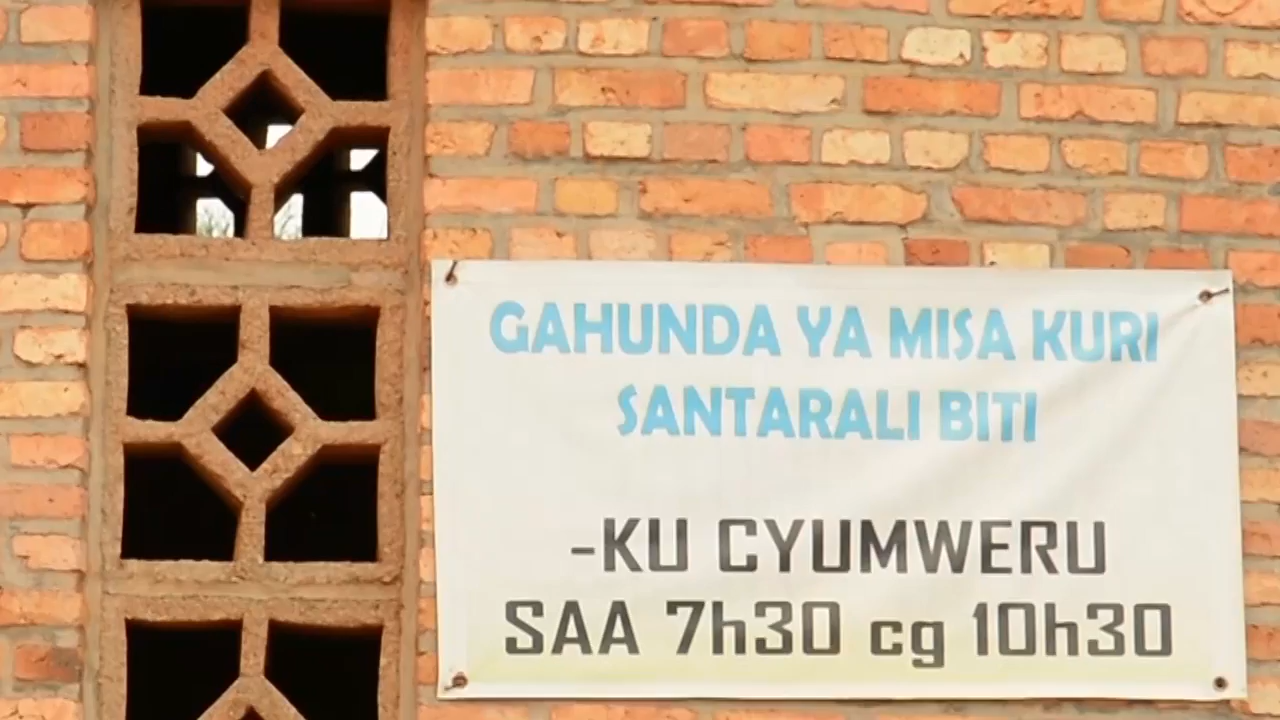 GAHUNDA YA MISA KURI
SANTARALI BITI
-KU CYUMWERU
SAA 7h30 cg 10h30